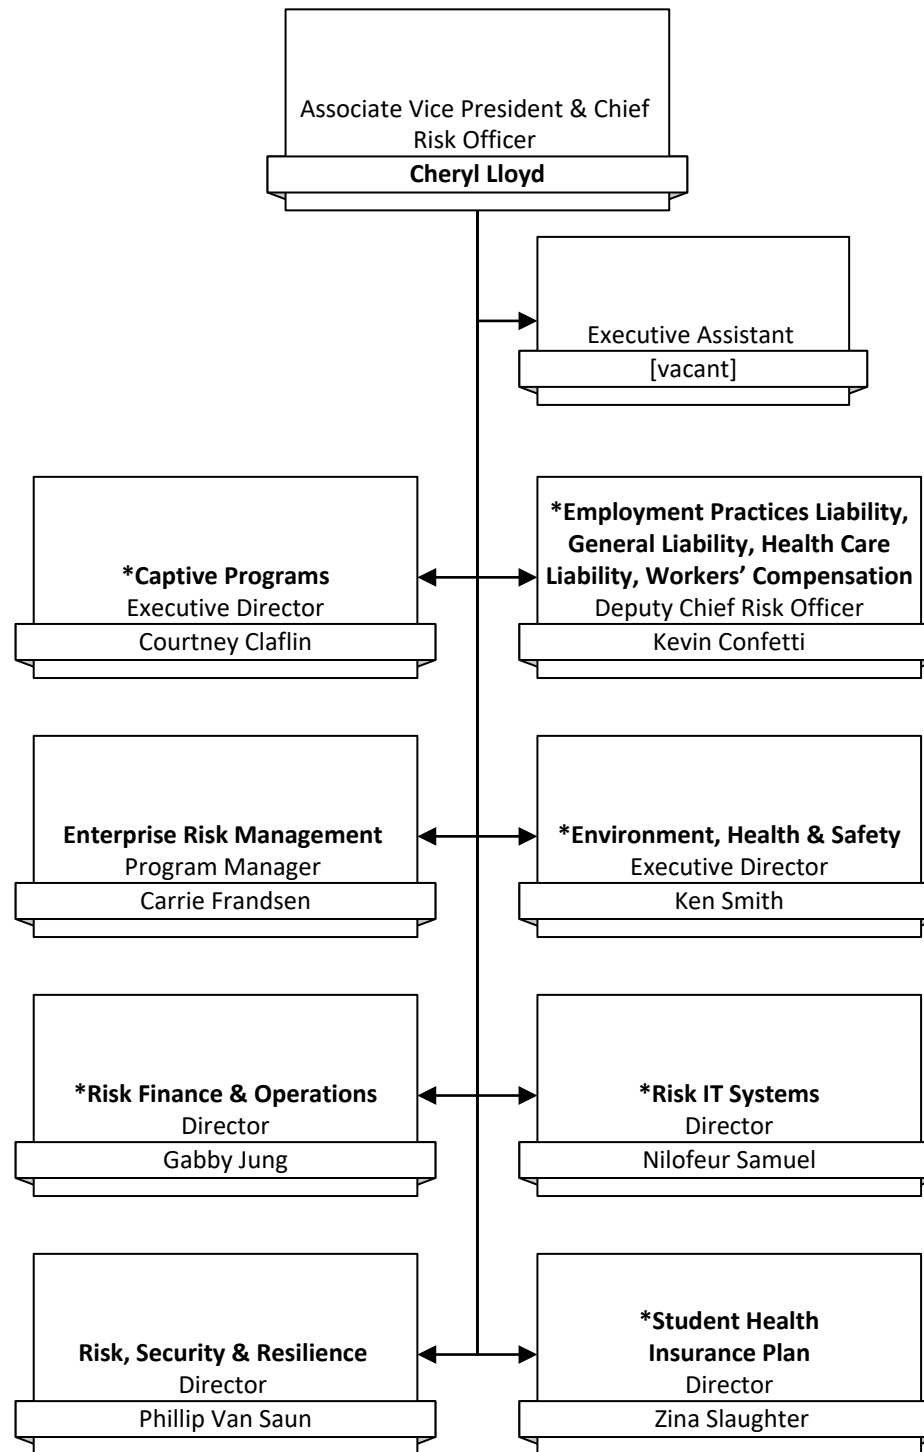 Associate Vice President & Chief
Risk Officer
Cheryl Lloyd
Executive Assistant
[vacant]
*Captive Programs
Executive Director
Courtney Claflin
*Employment Practices Liability,
General Liability, Health Care
Liability, Workers’ Compensation
Deputy Chief Risk Officer
Kevin Confetti
Enterprise Risk Management
Program Manager
Carrie Frandsen
*Environment, Health & Safety
Executive Director
Ken Smith
*Risk Finance & Operations
Director
Gabby Jung
*Risk IT Systems
Director
Nilofeur Samuel
Risk, Security & Resilience
Director
Phillip Van Saun
*Student Health
Insurance Plan
Director
Zina Slaughter